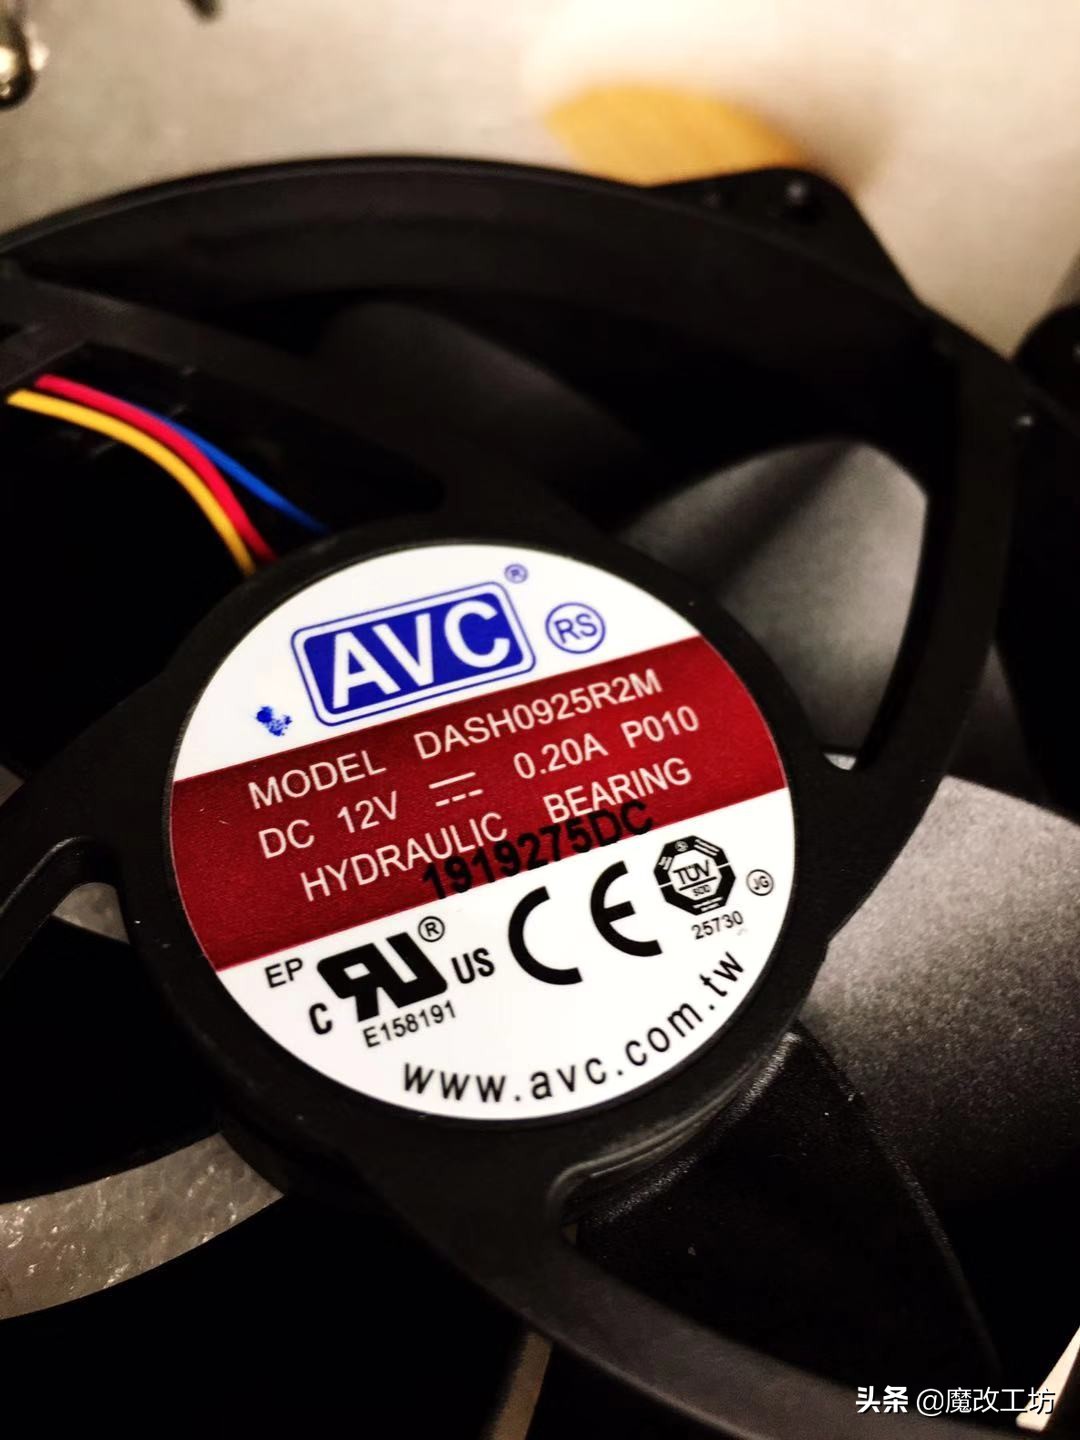 AVC ®
RS
MODEL DASH0925R2M
DC 12V 0.20A P010
HYDRAULIC BEARING
1919275DC
EP
c RU ® US
E158191
CE
TÜV
25730
JG
www.avc.com.tw
头条 @魔改工坊